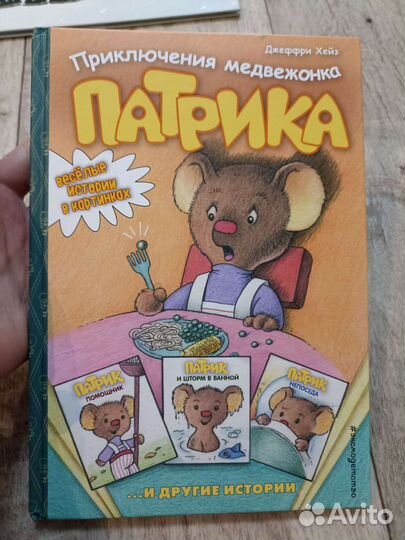 Джеффри Хейз
Приключения медвежонка
ПАТРИКА
весёлые
истории
в картинках
ПАТРИК
ПОМОЩНИК
ПАТРИК
И ШТОРМ В ВАННОЙ
ПАТРИК
НЕПОСЕДА
...И ДРУГИЕ ИСТОРИИ
#эксмодетство
Avito